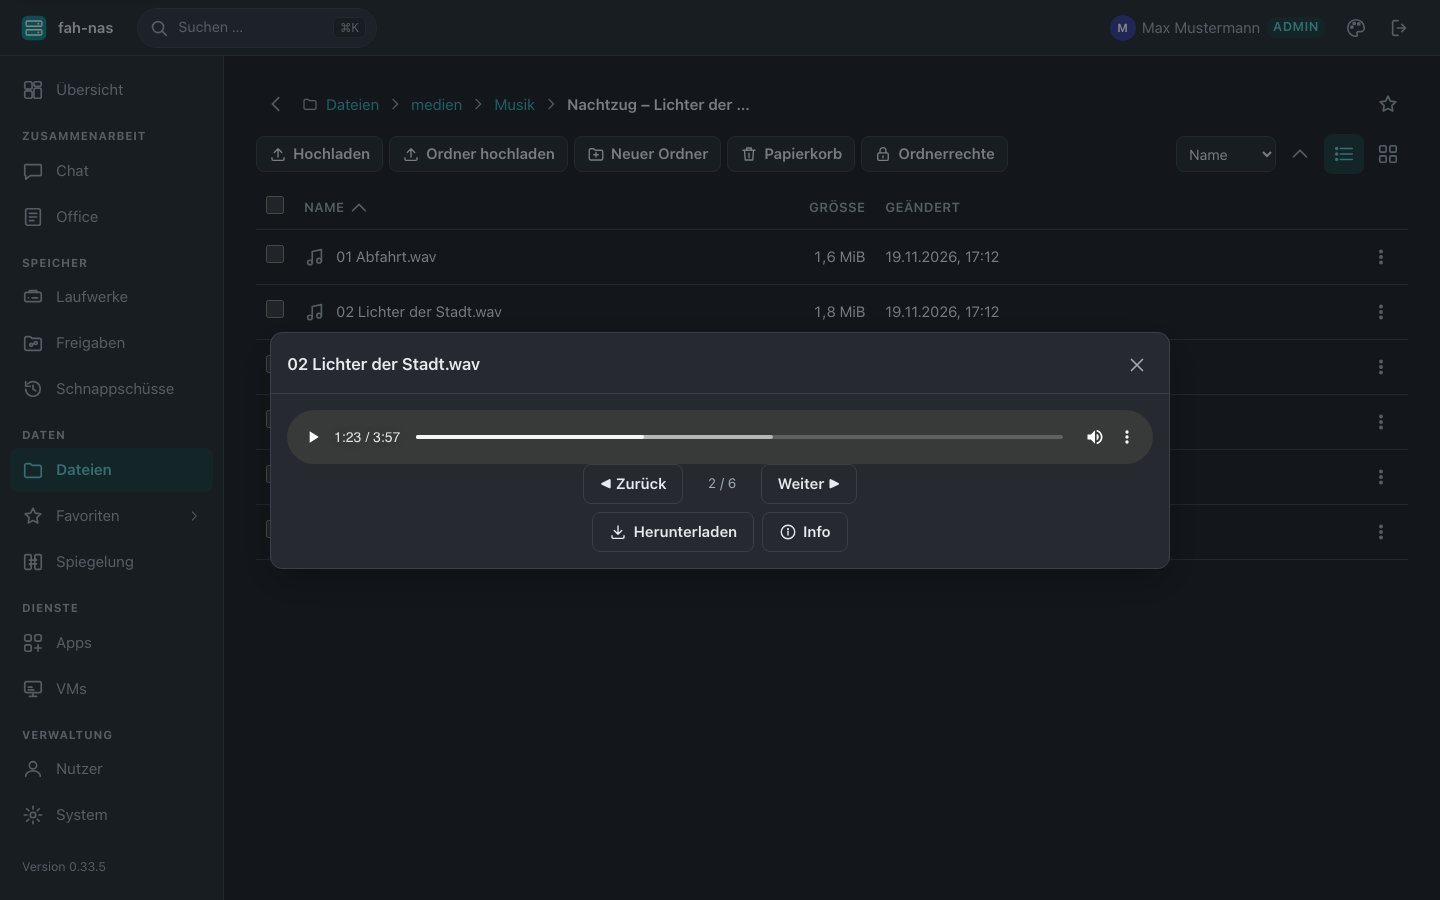 fah-nas
Suchen ...
⌘K
M Max Mustermann ADMIN
Übersicht
ZUSAMMENARBEIT
Chat
Office
SPEICHER
Laufwerke
Freigaben
Schnappschüsse
DATEN
Dateien
Favoriten
Spiegelung
DIENSTE
Apps
VMs
VERWALTUNG
Nutzer
System
Version 0.33.5
Dateien > medien > Musik > Nachtzug – Lichter der ...
Hochladen
Ordner hochladen
Neuer Ordner
Papierkorb
Ordnerrechte
Name
NAME GRÖSSE GEÄNDERT
01 Abfahrt.wav 1,6 MiB 19.11.2026, 17:12
02 Lichter der Stadt.wav 1,8 MiB 19.11.2026, 17:12
02 Lichter der Stadt.wav
1:23 / 3:57
Zurück 2 / 6 Weiter
Herunterladen Info